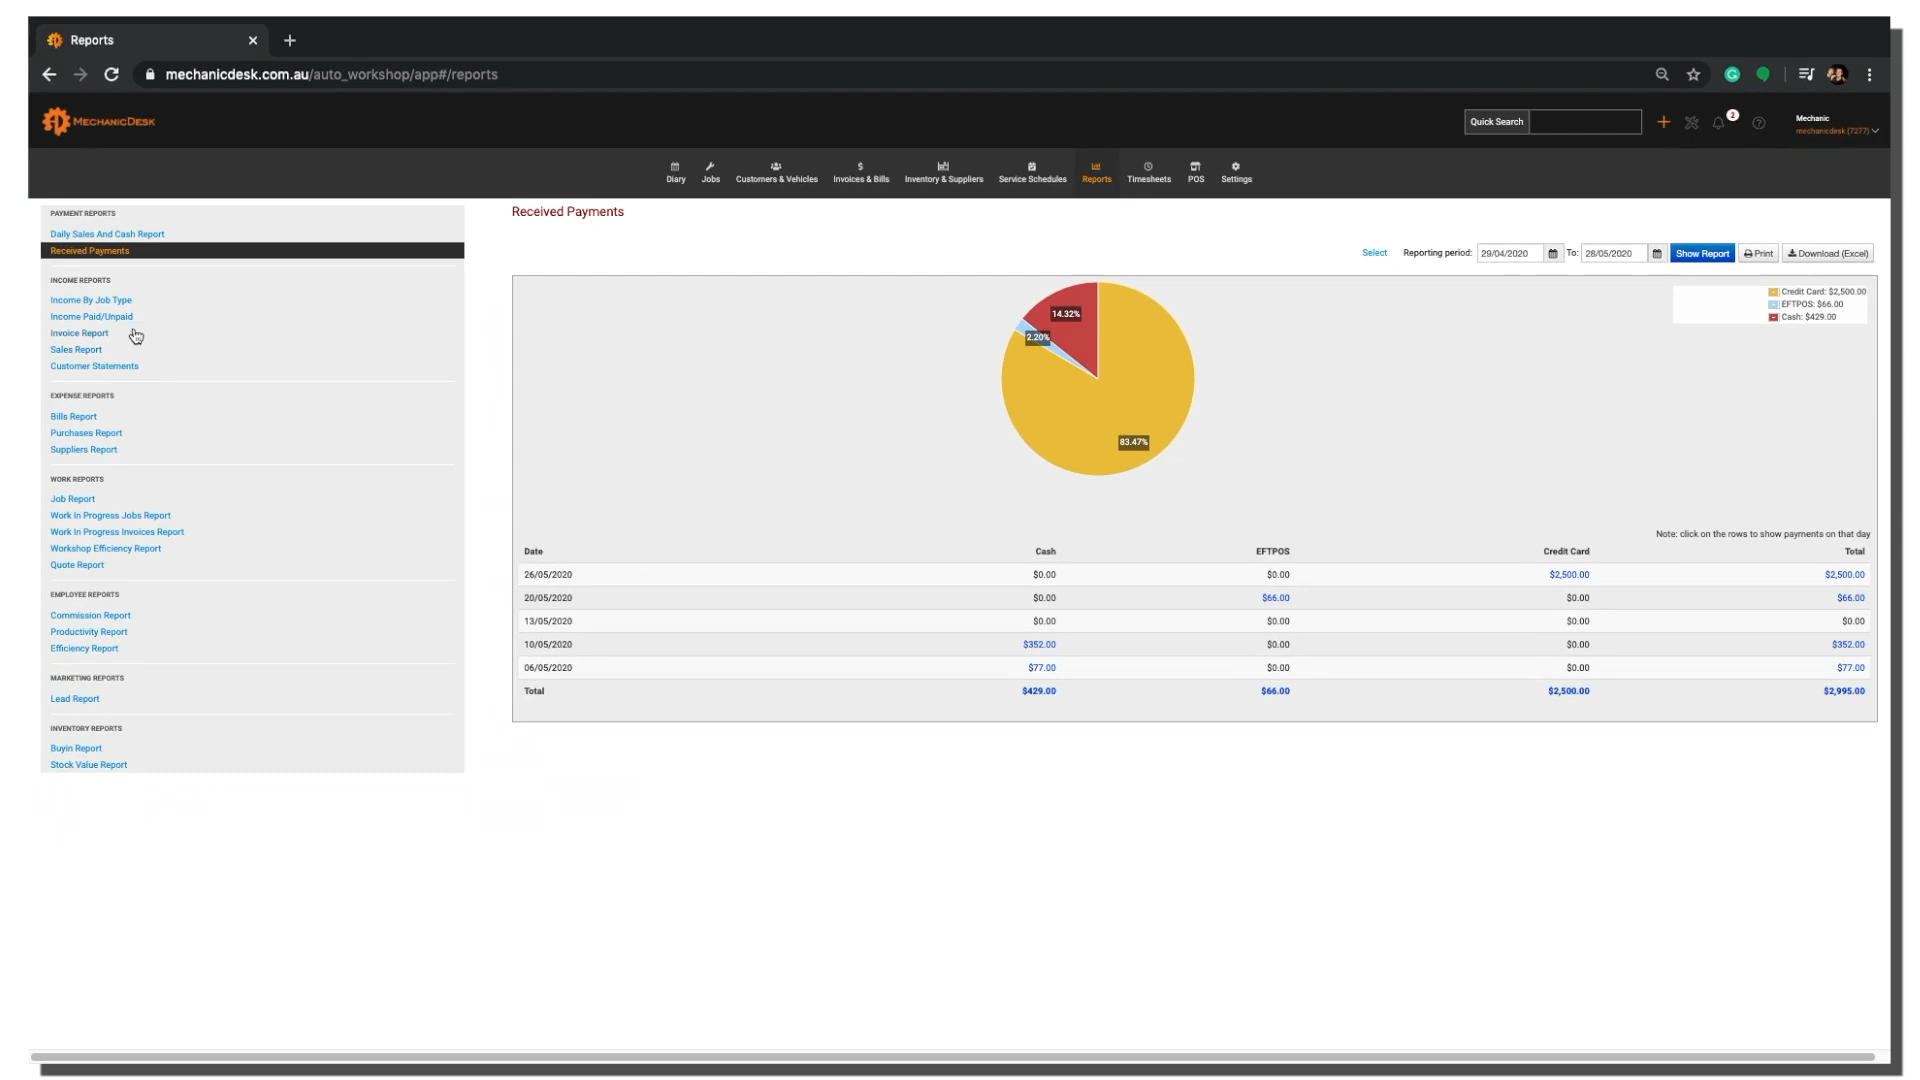 Reports
mechanicdesk.com.au/auto_workshop/app#/reports
MECHANICDESK
Quick Search
2
Mechanic
mechanicdesk (7277)
Diary
Jobs
Customers & Vehicles
Invoices & Bills
Inventory & Suppliers
Service Schedules
Reports
Timesheets
POS
Settings
PAYMENT REPORTS
Daily Sales And Cash Report
Received Payments
INCOME REPORTS
Income By Job Type
Income Paid/Unpaid
Invoice Report
Sales Report
Customer Statements
EXPENSE REPORTS
Bills Report
Purchases Report
Suppliers Report
WORK REPORTS
Job Report
Work In Progress Jobs Report
Work In Progress Invoices Report
Workshop Efficiency Report
Quote Report
EMPLOYEE REPORTS
Commission Report
Productivity Report
Efficiency Report
MARKETING REPORTS
Lead Report
INVENTORY REPORTS
Buyin Report
Stock Value Report
Received Payments
Select Reporting period: 29/04/2020 To: 28/05/2020 Show Report Print Download (Excel)
Credit Card: $2,500.00
EFTPOS: $66.00
Cash: $429.00
14.32%
2.20%
83.47%
Note: click on the rows to show payments on that day
Date Cash EFTPOS Credit Card Total
26/05/2020 $0.00 $0.00 $2,500.00 $2,500.00
20/05/2020 $0.00 $66.00 $0.00 $66.00
13/05/2020 $0.00 $0.00 $0.00 $0.00
10/05/2020 $352.00 $0.00 $0.00 $352.00
06/05/2020 $77.00 $0.00 $0.00 $77.00
Total $429.00 $66.00 $2,500.00 $2,995.00